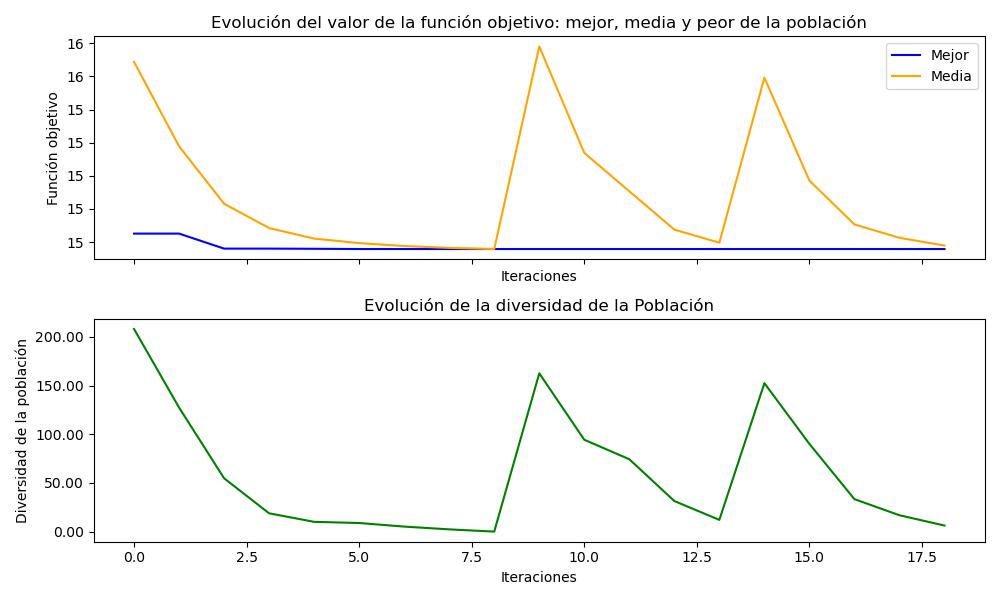 Evolución del valor de la función objetivo: mejor, media y peor de la población
16
16
15
15
15
15
15
Función objetivo
Mejor
Media
Iteraciones
Evolución de la diversidad de la Población
200.00
150.00
100.00
50.00
0.00
Diversidad de la población
0.0 2.5 5.0 7.5 10.0 12.5 15.0 17.5
Iteraciones